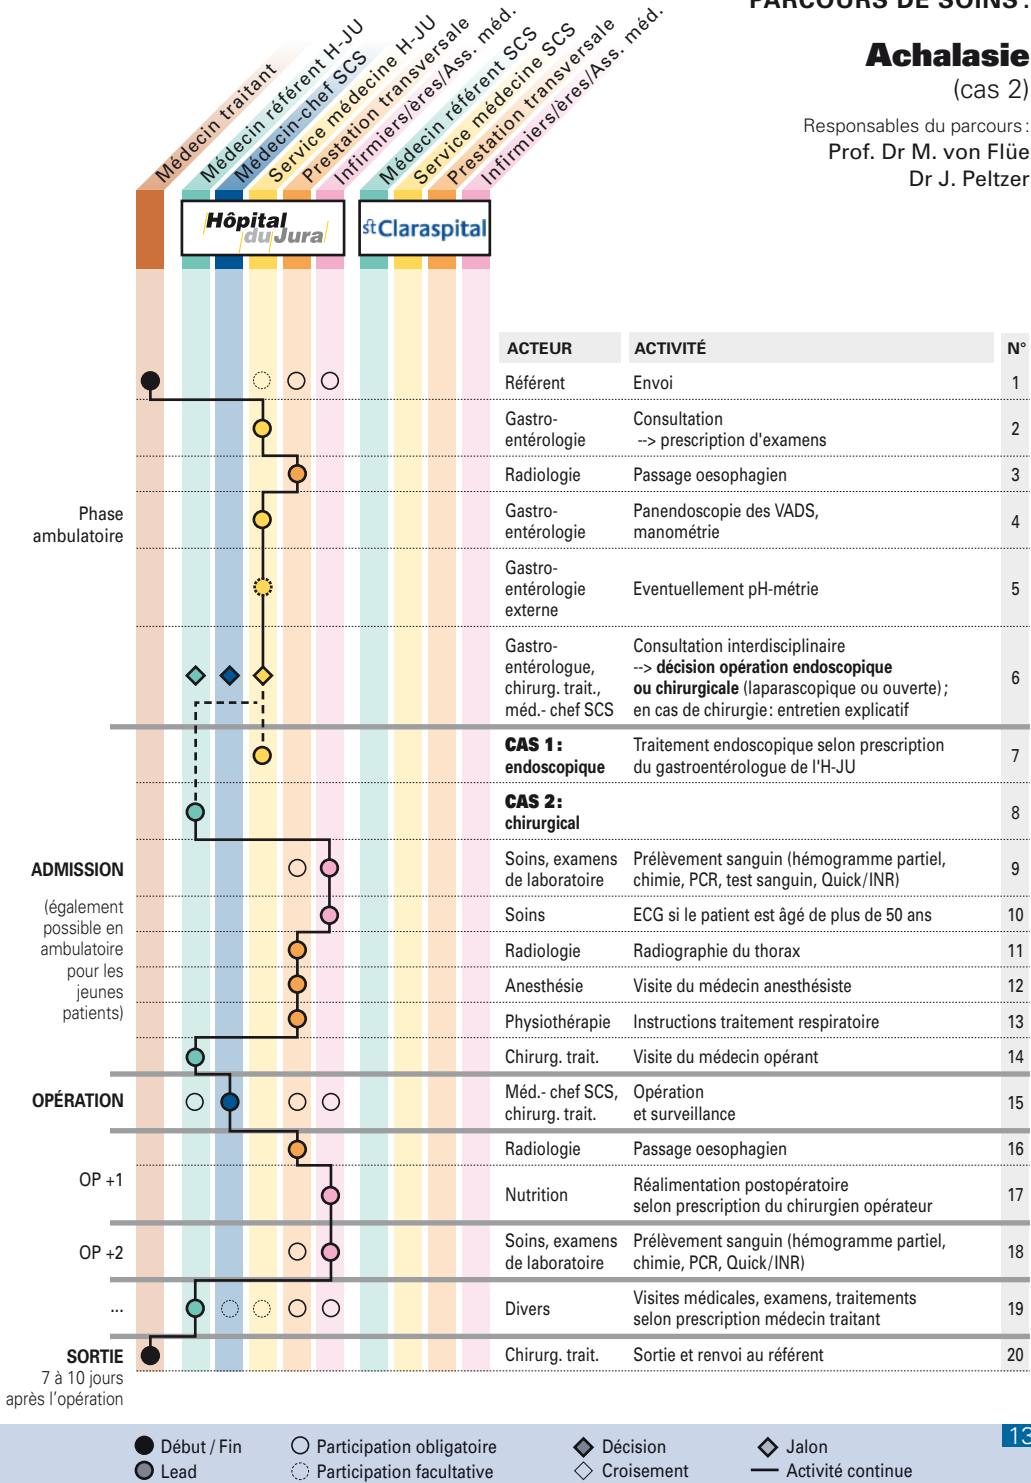 PARCOURS DE SOINS :
Achalasie
(cas 2)
Responsables du parcours :
Prof. Dr M. von Flüe
Dr J. Peltzer
Médecin traitant
Médecin référent H-JU
Médecin-chef SCS
Service médecine H-JU
Prestation transversale
Infirmiers/ères/Ass. méd.
Médecin référent SCS
Service médecine SCS
Prestation transversale
Infirmiers/ères/Ass. méd.
Hôpital
du Jura
st Claraspital
ACTEUR ACTIVITÉ N°
Référent Envoi 1
Gastro-
entérologie
Consultation
--> prescription d'examens
2
Radiologie Passage oesophagien 3
Phase
ambulatoire
Gastro-
entérologie
Panendoscopie des VADS,
manométrie
4
Gastro-
entérologie
externe
Eventuellement pH-métrie
5
Gastro-
entérologue,
chirurg. trait.,
méd.- chef SCS
Consultation interdisciplinaire
--> décision opération endoscopique
ou chirurgicale (laparascopique ou ouverte) ;
en cas de chirurgie : entretien explicatif
6
CAS 1 :
endoscopique
Traitement endoscopique selon prescription
du gastroentérologue de l'H-JU
7
CAS 2 :
chirurgical
8
ADMISSION
(également
possible en
ambulatoire
pour les
jeunes
patients)
Soins, examens
de laboratoire
Prélèvement sanguin (hémogramme partiel,
chimie, PCR, test sanguin, Quick/INR)
9
Soins ECG si le patient est âgé de plus de 50 ans 10
Radiologie Radiographie du thorax 11
Anesthésie Visite du médecin anesthésiste 12
Physiothérapie Instructions traitement respiratoire 13
Chirurg. trait. Visite du médecin opérant 14
OPÉRATION
Méd.- chef SCS,
chirurg. trait.
Opération
et surveillance
15
Radiologie Passage oesophagien 16
OP +1
Nutrition
Réalimentation postopératoire
selon prescription du chirurgien opérateur
17
OP +2
Soins, examens
de laboratoire
Prélèvement sanguin (hémogramme partiel,
chimie, PCR, Quick/INR)
18
...
Divers
Visites médicales, examens, traitements
selon prescription médecin traitant
19
SORTIE
7 à 10 jours
après l'opération
Chirurg. trait. Sortie et renvoi au référent 20
Début / Fin Participation obligatoire Décision Jalon
Lead Participation facultative Croisement Activité continue
13